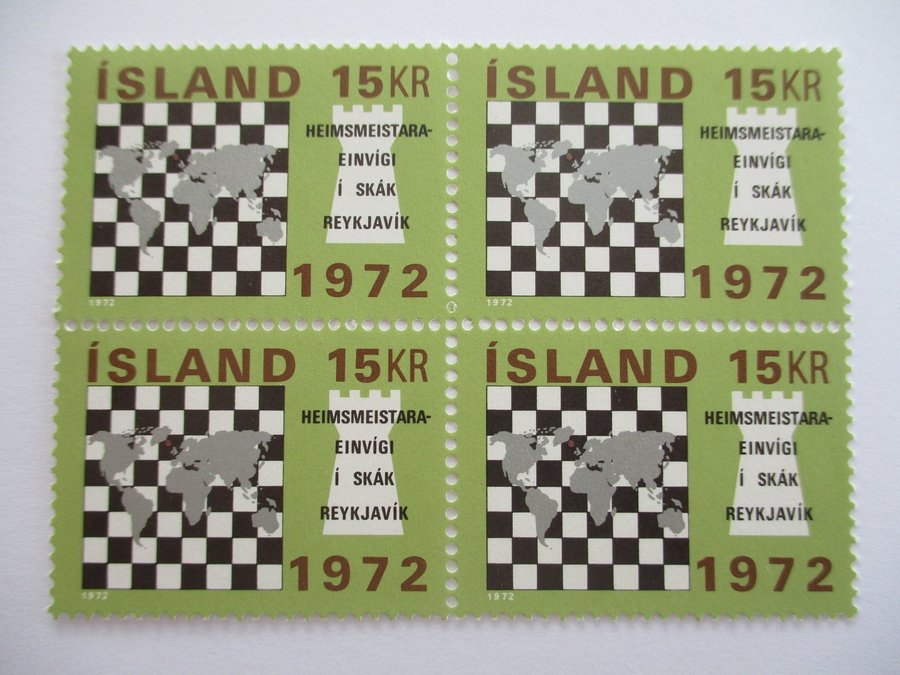 ÍSLAND 15KR
HEIMSMEISTARA-
EINVÍGI
Í SKÁK
REYKJAVÍK
1972
1972
ÍSLAND 15KR
HEIMSMEISTARA-
EINVÍGI
Í SKÁK
REYKJAVÍK
1972
1972
ÍSLAND 15KR
HEIMSMEISTARA-
EINVÍGI
Í SKÁK
REYKJAVÍK
1972
1972
ÍSLAND 15KR
HEIMSMEISTARA-
EINVÍGI
Í SKÁK
REYKJAVÍK
1972
1972